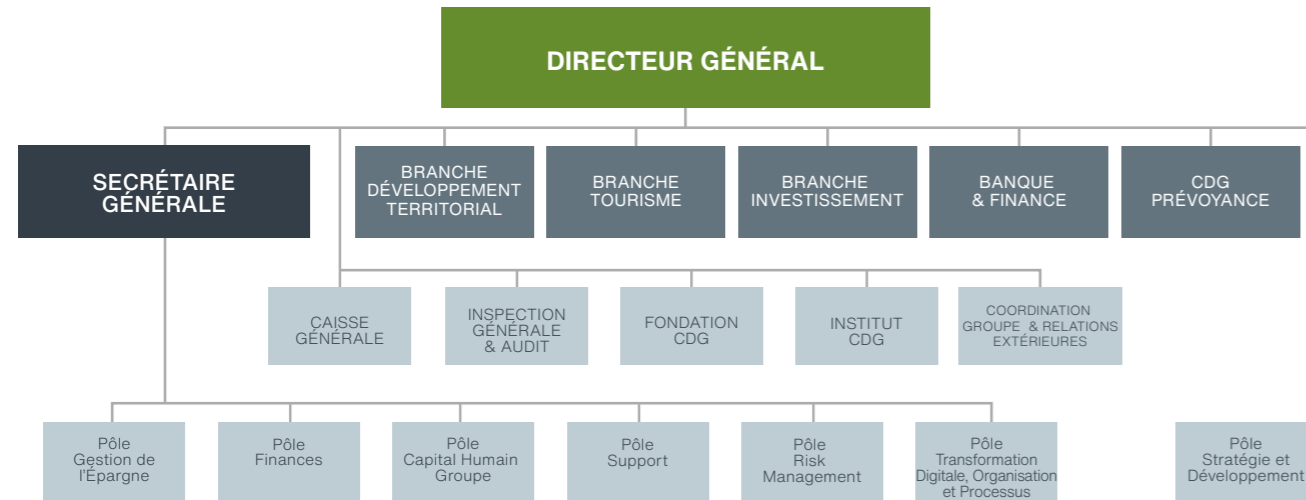 DIRECTEUR GÉNÉRAL
SECRÉTAIRE
GÉNÉRALE
BRANCHE
DÉVELOPPEMENT
TERRITORIAL
BRANCHE
TOURISME
BRANCHE
INVESTISSEMENT
BANQUE
& FINANCE
CDG
PRÉVOYANCE
CAISSE
GÉNÉRALE
INSPECTION
GÉNÉRALE
& AUDIT
FONDATION
CDG
INSTITUT
CDG
COORDINATION
GROUPE & RELATIONS
EXTÉRIEURES
Pôle
Gestion de
l'Épargne
Pôle
Finances
Pôle
Capital Humain
Groupe
Pôle
Support
Pôle
Risk
Management
Pôle
Transformation
Digitale, Organisation
et Processus
Pôle
Stratégie et
Développement